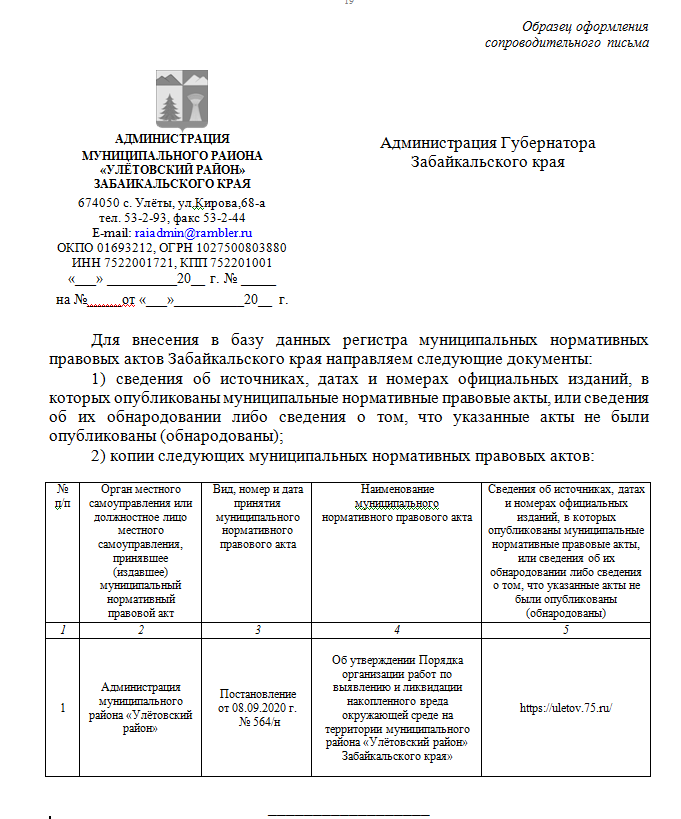 19
Образец оформления
сопроводительного письма
АДМИНИСТРАЦИЯ
МУНИЦИПАЛЬНОГО РАИОНА
«УЛЁТОВСКИЙ РАЙОН»
ЗАБАИКАЛЬСКОГО КРАЯ
674050 с. Улёты, ул.Кирова,68-а
тел. 53-2-93, факс 53-2-44
E-mail: raiadmin@rambler.ru
ОКПО 01693212, ОГРН 1027500803880
ИНН 7522001721, КПП 752201001
«___» __________20__ г. № _____
на №_____от «___»__________20__ г.
Администрация Губернатора
Забайкальского края
Для внесения в базу данных регистра муниципальных нормативных
правовых актов Забайкальского края направляем следующие документы:
1) сведения об источниках, датах и номерах официальных изданий, в
которых опубликованы муниципальные нормативные правовые акты, или сведения
об их обнародовании либо сведения о том, что указанные акты не были
опубликованы (обнародованы);
2) копии следующих муниципальных нормативных правовых актов:
№
п/п
Орган местного
самоуправления или
должностное лицо
местного
самоуправления,
принявшее
(издавшее)
муниципальный
нормативный
правовой акт
Вид, номер и дата
принятия
муниципального
нормативного
правового акта
Наименование
муниципального
нормативного правового акта
Сведения об источниках, датах
и номерах официальных
изданий, в которых
опубликованы муниципальные
нормативные правовые акты,
или сведения об их
обнародовании либо сведения
о том, что указанные акты не
были опубликованы
(обнародованы)
1
2
3
4
5
1
Администрация
муниципального
района «Улётовский
район»
Постановление
от 08.09.2020 г.
№ 564/н
Об утверждении Порядка
организации работ по
выявлению и ликвидации
накопленного вреда
окружающей среде на
территории муниципального
района «Улётовский район»
Забайкальского края»
https://uletov.75.ru/